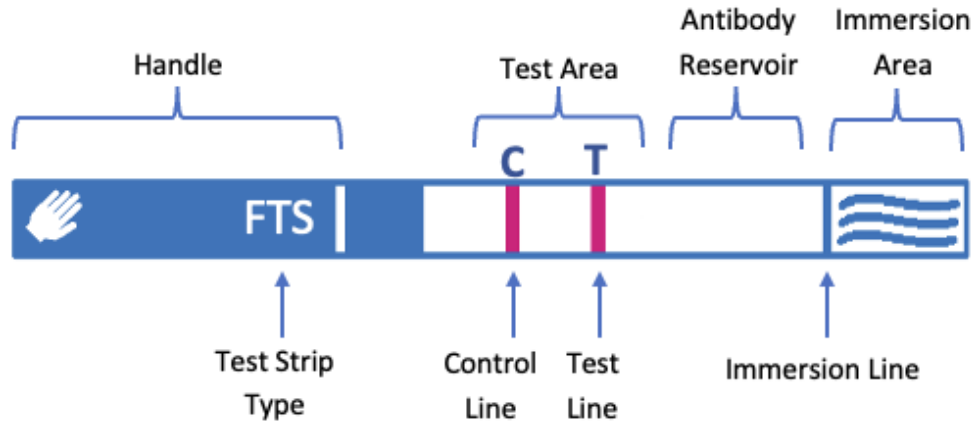 Handle
Test Area
Antibody
Reservoir
Immersion
Area
C
T
FTS
Test Strip
Type
Control
Line
Test
Line
Immersion Line